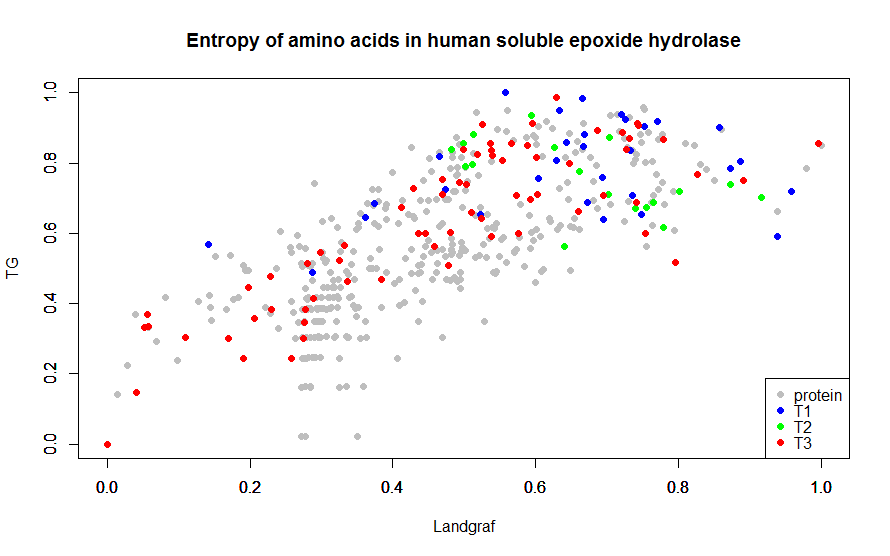 Entropy of amino acids in human soluble epoxide hydrolase
1.0
0.8
0.6
0.4
0.2
0.0
TG
0.0 0.2 0.4 0.6 0.8 1.0
Landgraf
protein
T1
T2
T3